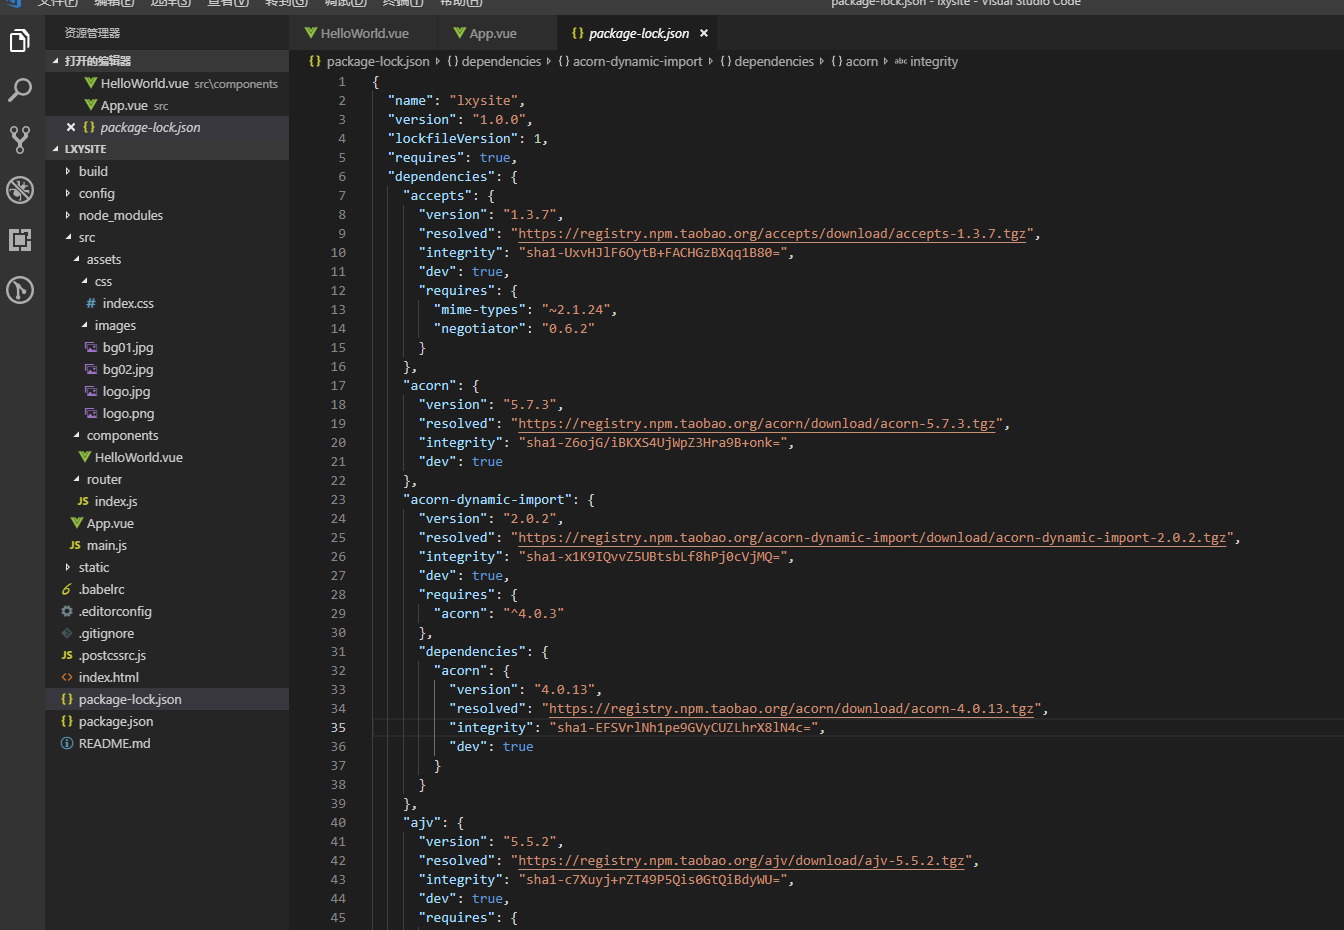 文件(F) 编辑(E) 选择(S) 查看(V) 转到(G) 调试(D) 终端(T) 帮助(H)
package-lock.json - lxysite - Visual Studio Code
资源管理器
打开的编辑器
HelloWorld.vue src\components
App.vue src
package-lock.json
LXYSITE
build
config
node_modules
src
assets
css
# index.css
images
bg01.jpg
bg02.jpg
logo.jpg
logo.png
components
HelloWorld.vue
router
JS index.js
App.vue
JS main.js
static
.babelrc
.editorconfig
.gitignore
JS .postcssrc.js
<> index.html
{} package-lock.json
{} package.json
README.md
HelloWorld.vue
App.vue
{} package-lock.json ×
{} package-lock.json ▸ {} dependencies ▸ {} acorn-dynamic-import ▸ {} dependencies ▸ {} acorn ▸ abc integrity
1 {
2 "name": "lxysite",
3 "version": "1.0.0",
4 "lockfileVersion": 1,
5 "requires": true,
6 "dependencies": {
7 "accepts": {
8 "version": "1.3.7",
9 "resolved": "https://registry.npm.taobao.org/accepts/download/accepts-1.3.7.tgz",
10 "integrity": "sha1-UxvHJlF6OytB+FACHGzBXqq1B80=",
11 "dev": true,
12 "requires": {
13 "mime-types": "~2.1.24",
14 "negotiator": "0.6.2"
15 }
16 },
17 "acorn": {
18 "version": "5.7.3",
19 "resolved": "https://registry.npm.taobao.org/acorn/download/acorn-5.7.3.tgz",
20 "integrity": "sha1-Z6ojG/iBKXS4UjWpZ3Hra9B+onk=",
21 "dev": true
22 },
23 "acorn-dynamic-import": {
24 "version": "2.0.2",
25 "resolved": "https://registry.npm.taobao.org/acorn-dynamic-import/download/acorn-dynamic-import-2.0.2.tgz",
26 "integrity": "sha1-x1K9IQvvZ5UBtsbLf8hPj0cVjMQ=",
27 "dev": true,
28 "requires": {
29 "acorn": "^4.0.3"
30 },
31 "dependencies": {
32 "acorn": {
33 "version": "4.0.13",
34 "resolved": "https://registry.npm.taobao.org/acorn/download/acorn-4.0.13.tgz",
35 "integrity": "sha1-EFSVrlNh1pe9GVyCUZLhrX8lN4c=",
36 "dev": true
37 }
38 }
39 },
40 "ajv": {
41 "version": "5.5.2",
42 "resolved": "https://registry.npm.taobao.org/ajv/download/ajv-5.5.2.tgz",
43 "integrity": "sha1-c7Xuyj+rZT49P5Qis0GtQiBdyWU=",
44 "dev": true,
45 "requires": {